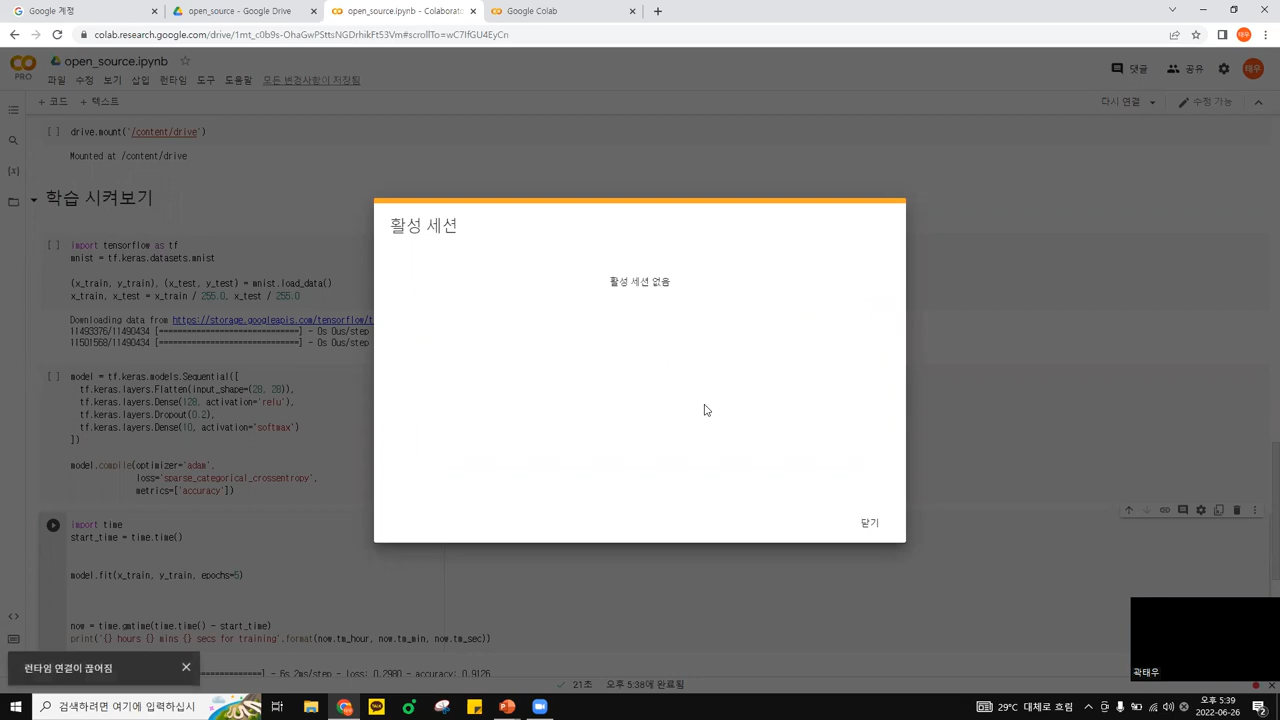 Google 계정
open_source - Google Drive
open_source.ipynb - Colaborato
Google Colab
colab.research.google.com/drive/1mt_c0b9s-OhaGwPSttsNGDrhikFt53Vm#scrollTo=wC7IfGU4EyCn
태우
PRO
open_source.ipynb
댓글
공유
태우
파일 수정 보기 삽입 런타임 도구 도움말 모든 변경사항이 저장됨
+ 코드 + 텍스트
다시 연결
수정 가능
[ ] drive.mount('/content/drive')
Mounted at /content/drive
학습 시켜보기
[ ] import tensorflow as tf
mnist = tf.keras.datasets.mnist
(x_train, y_train), (x_test, y_test) = mnist.load_data()
x_train, x_test = x_train / 255.0, x_test / 255.0
Downloading data from https://storage.googleapis.com/tensorflow/t
11493376/11490434 [==============================] - 0s 0us/step
11501568/11490434 [==============================] - 0s 0us/step
[ ] model = tf.keras.models.Sequential([
tf.keras.layers.Flatten(input_shape=(28, 28)),
tf.keras.layers.Dense(128, activation='relu'),
tf.keras.layers.Dropout(0.2),
tf.keras.layers.Dense(10, activation='softmax')
])
model.compile(optimizer='adam',
loss='sparse_categorical_crossentropy',
metrics=['accuracy'])
활성 세션
활성 세션 없음
닫기
import time
start_time = time.time()
model.fit(x_train, y_train, epochs=5)
now = time.gmtime(time.time() - start_time)
print('{} hours {} mins {} secs for training'.format(now.tm_hour, now.tm_min, now.tm_sec))
런타임 연결이 끊어짐
==============] - 6s 2ms/step - loss: 0.2980 - accuracy: 0.9126
21초 오후 5:38에 완료됨
곽태우
검색하려면 여기에 입력하십시
TALK
29°C 대체로 흐림
A
오후 5:39
2022-06-26
2